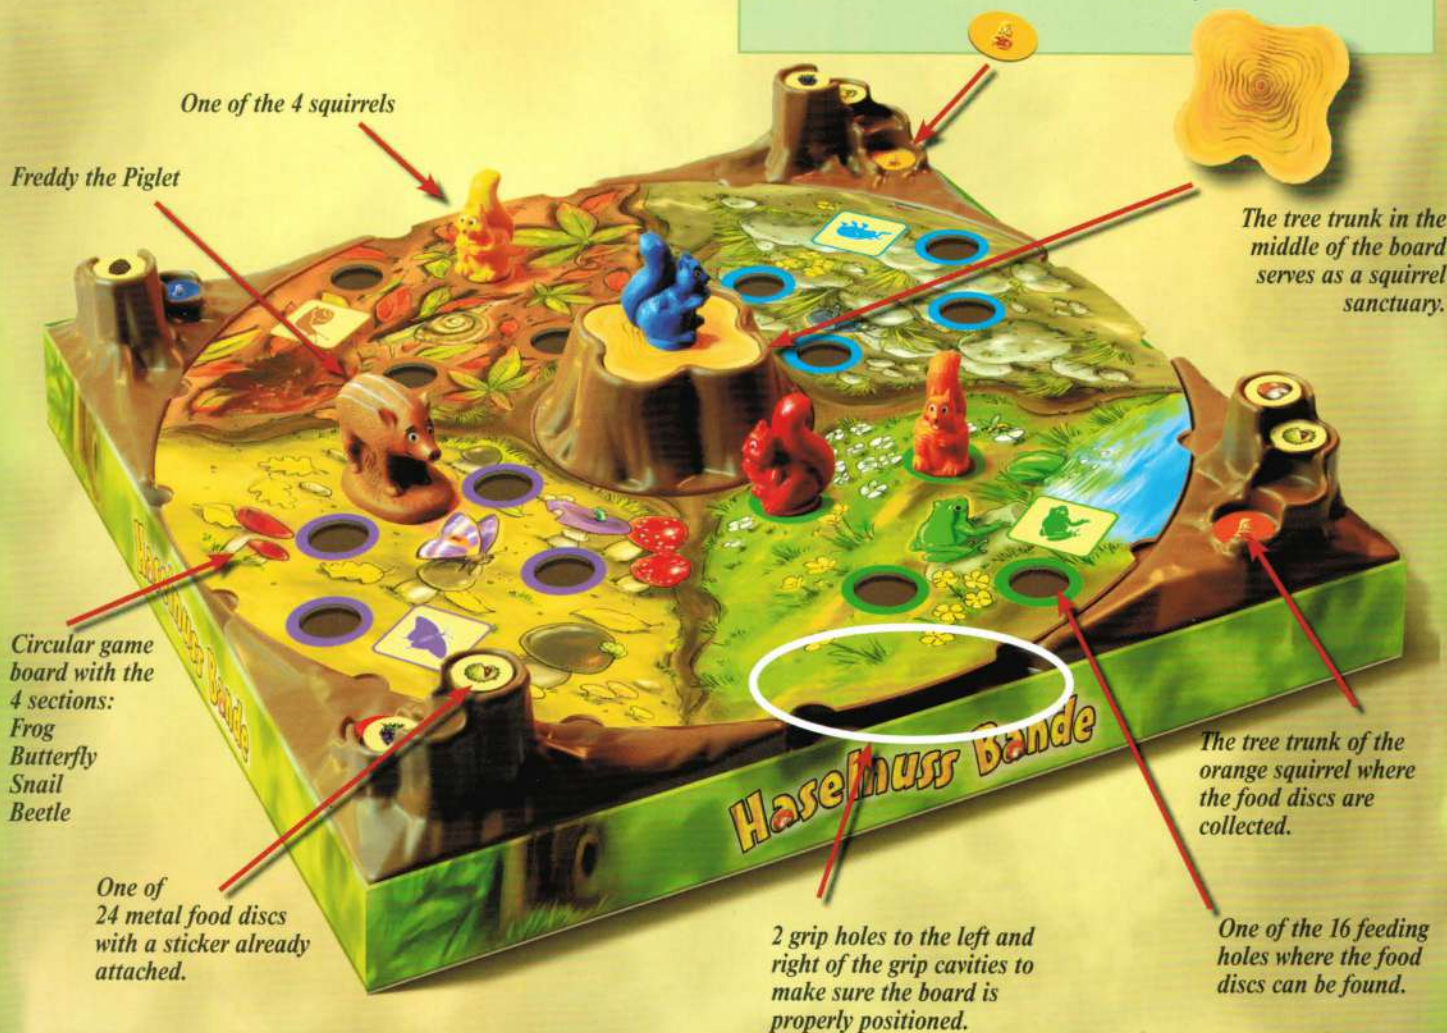 One of the 4 squirrels
Freddy the Piglet
The tree trunk in the
middle of the board
serves as a squirrel
sanctuary.
Circular game
board with the
4 sections:
Frog
Butterfly
Snail
Beetle
Haselnuss Bande
Haselnuss Bande
The tree trunk of the
orange squirrel where
the food discs are
collected.
One of
24 metal food discs
with a sticker already
attached.
2 grip holes to the left and
right of the grip cavities to
make sure the board is
properly positioned.
One of the 16 feeding
holes where the food
discs can be found.